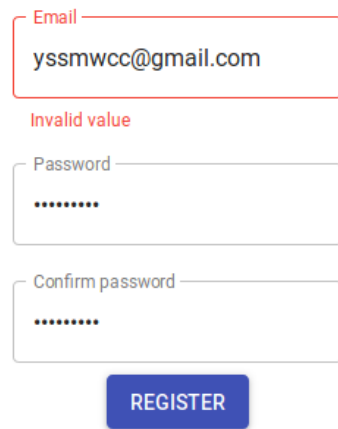 Email
yssmwcc@gmail.com
Invalid value
Password
•••••••••
Confirm password
•••••••••
REGISTER